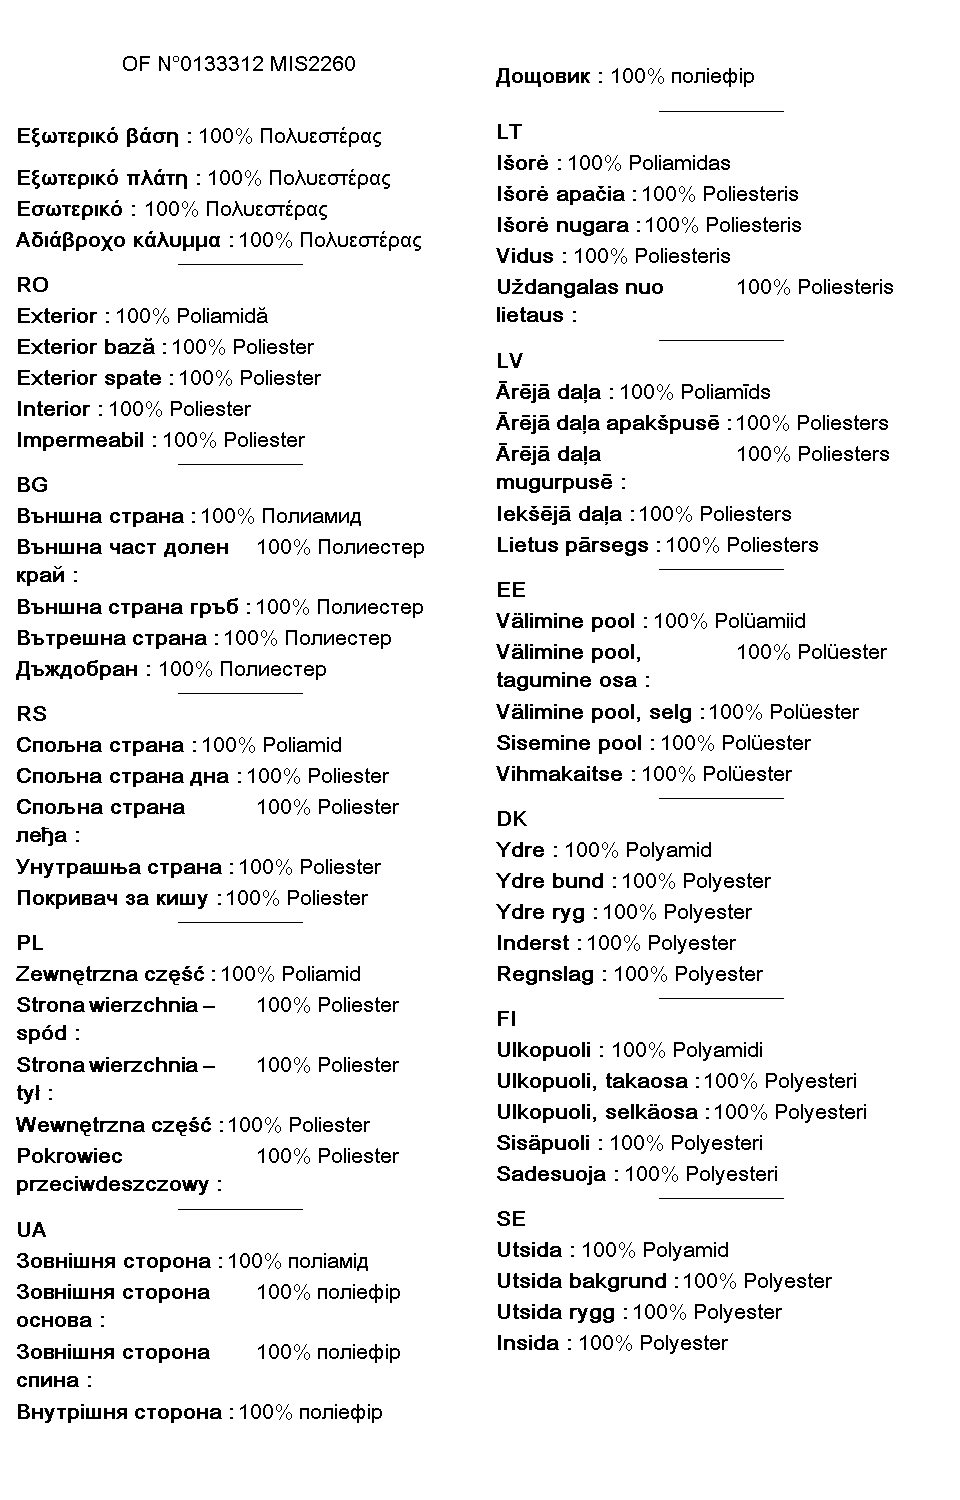 OF N°0133312 MIS2260
Εξωτερικό βάση : 100% Πολυεστέρας
Εξωτερικό πλάτη : 100% Πολυεστέρας
Εσωτερικό : 100% Πολυεστέρας
Αδιάβροχο κάλυμμα : 100% Πολυεστέρας
RO
Exterior : 100% Poliamidă
Exterior bază : 100% Poliester
Exterior spate : 100% Poliester
Interior : 100% Poliester
Impermeabil : 100% Poliester
BG
Външна страна : 100% Полиамид
Външна част долен 100% Полиестер
край :
Външна страна гръб : 100% Полиестер
Вътрешна страна : 100% Полиестер
Дъждобран : 100% Полиестер
RS
Спољна страна : 100% Poliamid
Спољна страна дна : 100% Poliester
Спољна страна 100% Poliester
леђа :
Унутрашња страна : 100% Poliester
Покривач за кишу : 100% Poliester
PL
Zewnętrzna część : 100% Poliamid
Strona wierzchnia – 100% Poliester
spód :
Strona wierzchnia – 100% Poliester
tył :
Wewnętrzna część : 100% Poliester
Pokrowiec 100% Poliester
przeciwdeszczowy :
UA
Зовнішня сторона : 100% поліамід
Зовнішня сторона 100% поліефір
основа :
Зовнішня сторона 100% поліефір
спина :
Внутрішня сторона : 100% поліефір
Дощовик : 100% поліефір
LT
Išorė : 100% Poliamidas
Išorė apačia : 100% Poliesteris
Išorė nugara : 100% Poliesteris
Vidus : 100% Poliesteris
Uždangalas nuo 100% Poliesteris
lietaus :
LV
Ārējā daļa : 100% Poliamīds
Ārējā daļa apakšpusē : 100% Poliesters
Ārējā daļa 100% Poliesters
mugurpusē :
Iekšējā daļa : 100% Poliesters
Lietus pārsegs : 100% Poliesters
EE
Välimine pool : 100% Polüamiid
Välimine pool, 100% Polüester
tagumine osa :
Välimine pool, selg : 100% Polüester
Sisemine pool : 100% Polüester
Vihmakaitse : 100% Polüester
DK
Ydre : 100% Polyamid
Ydre bund : 100% Polyester
Ydre ryg : 100% Polyester
Inderst : 100% Polyester
Regnslag : 100% Polyester
FI
Ulkopuoli : 100% Polyamidi
Ulkopuoli, takaosa : 100% Polyesteri
Ulkopuoli, selkäosa : 100% Polyesteri
Sisäpuoli : 100% Polyesteri
Sadesuoja : 100% Polyesteri
SE
Utsida : 100% Polyamid
Utsida bakgrund : 100% Polyester
Utsida rygg : 100% Polyester
Insida : 100% Polyester